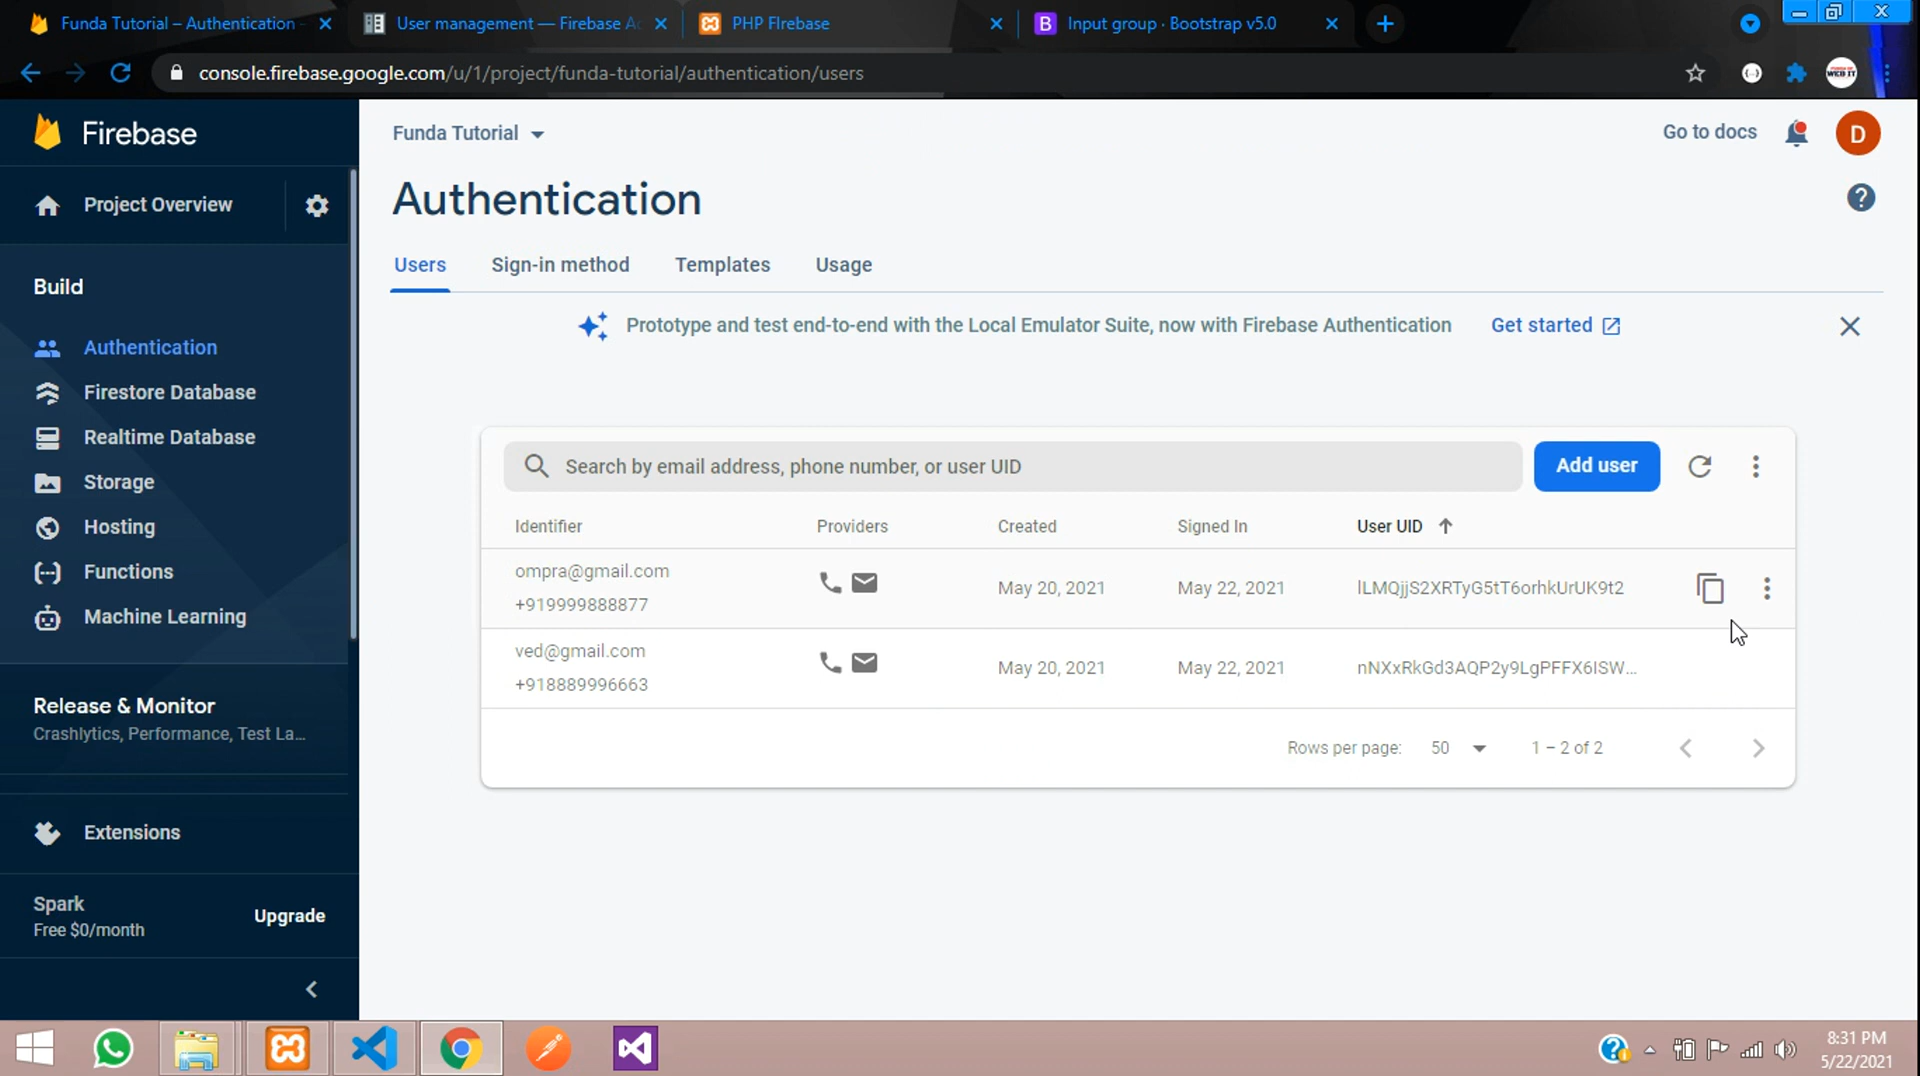 Funda Tutorial – Authentication
User management — Firebase Ad
PHP FIrebase
Input group · Bootstrap v5.0
console.firebase.google.com/u/1/project/funda-tutorial/authentication/users
Firebase
Project Overview
Build
Authentication
Firestore Database
Realtime Database
Storage
Hosting
Functions
Machine Learning
Release & Monitor
Crashlytics, Performance, Test La...
Extensions
Spark
Free $0/month
Upgrade
Funda Tutorial
Go to docs
D
Authentication
Users
Sign-in method
Templates
Usage
Prototype and test end-to-end with the Local Emulator Suite, now with Firebase Authentication
Get started
Search by email address, phone number, or user UID
Add user
Identifier
Providers
Created
Signed In
User UID
ompra@gmail.com
+919999888877
May 20, 2021
May 22, 2021
lLMQjjS2XRTyG5tT6orhkUrUK9t2
ved@gmail.com
+918889996663
May 20, 2021
May 22, 2021
nNXxRkGd3AQP2y9LgPFFX6ISW...
Rows per page:
50
1 – 2 of 2
8:31 PM
5/22/2021